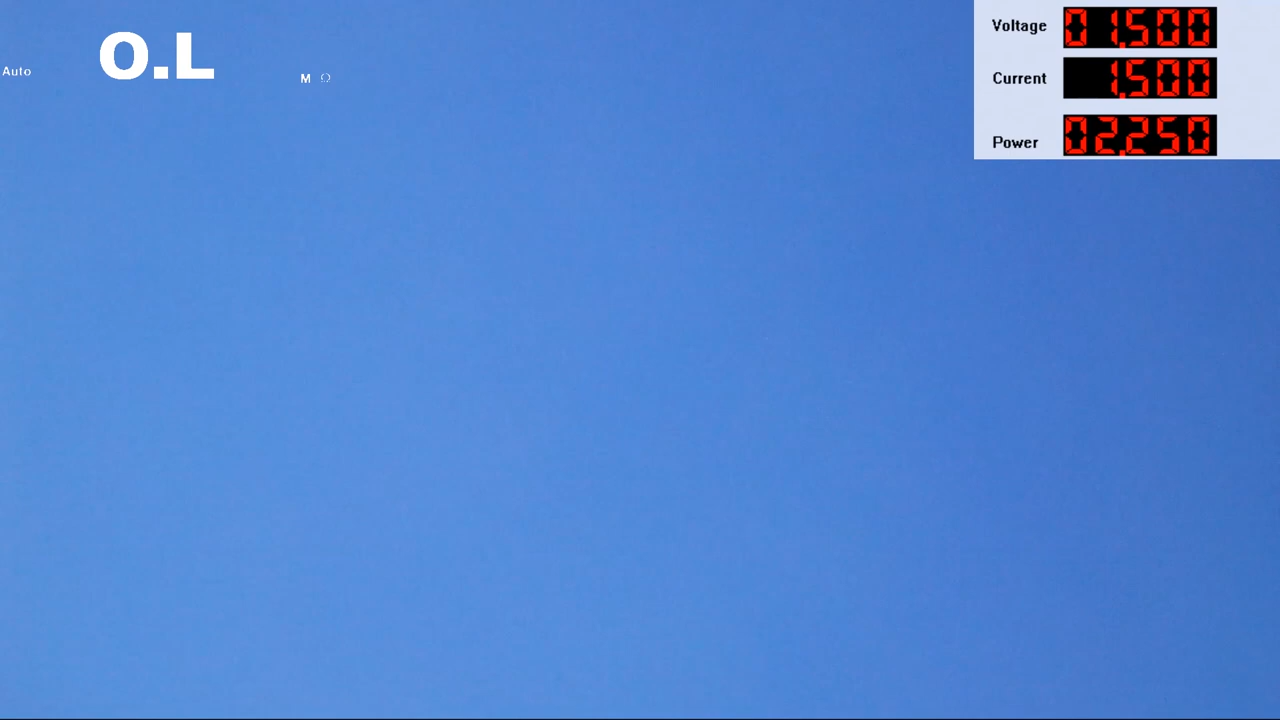 Voltage 01.500
O.L
Auto
M Ω
Current 1.500
Power 02.250